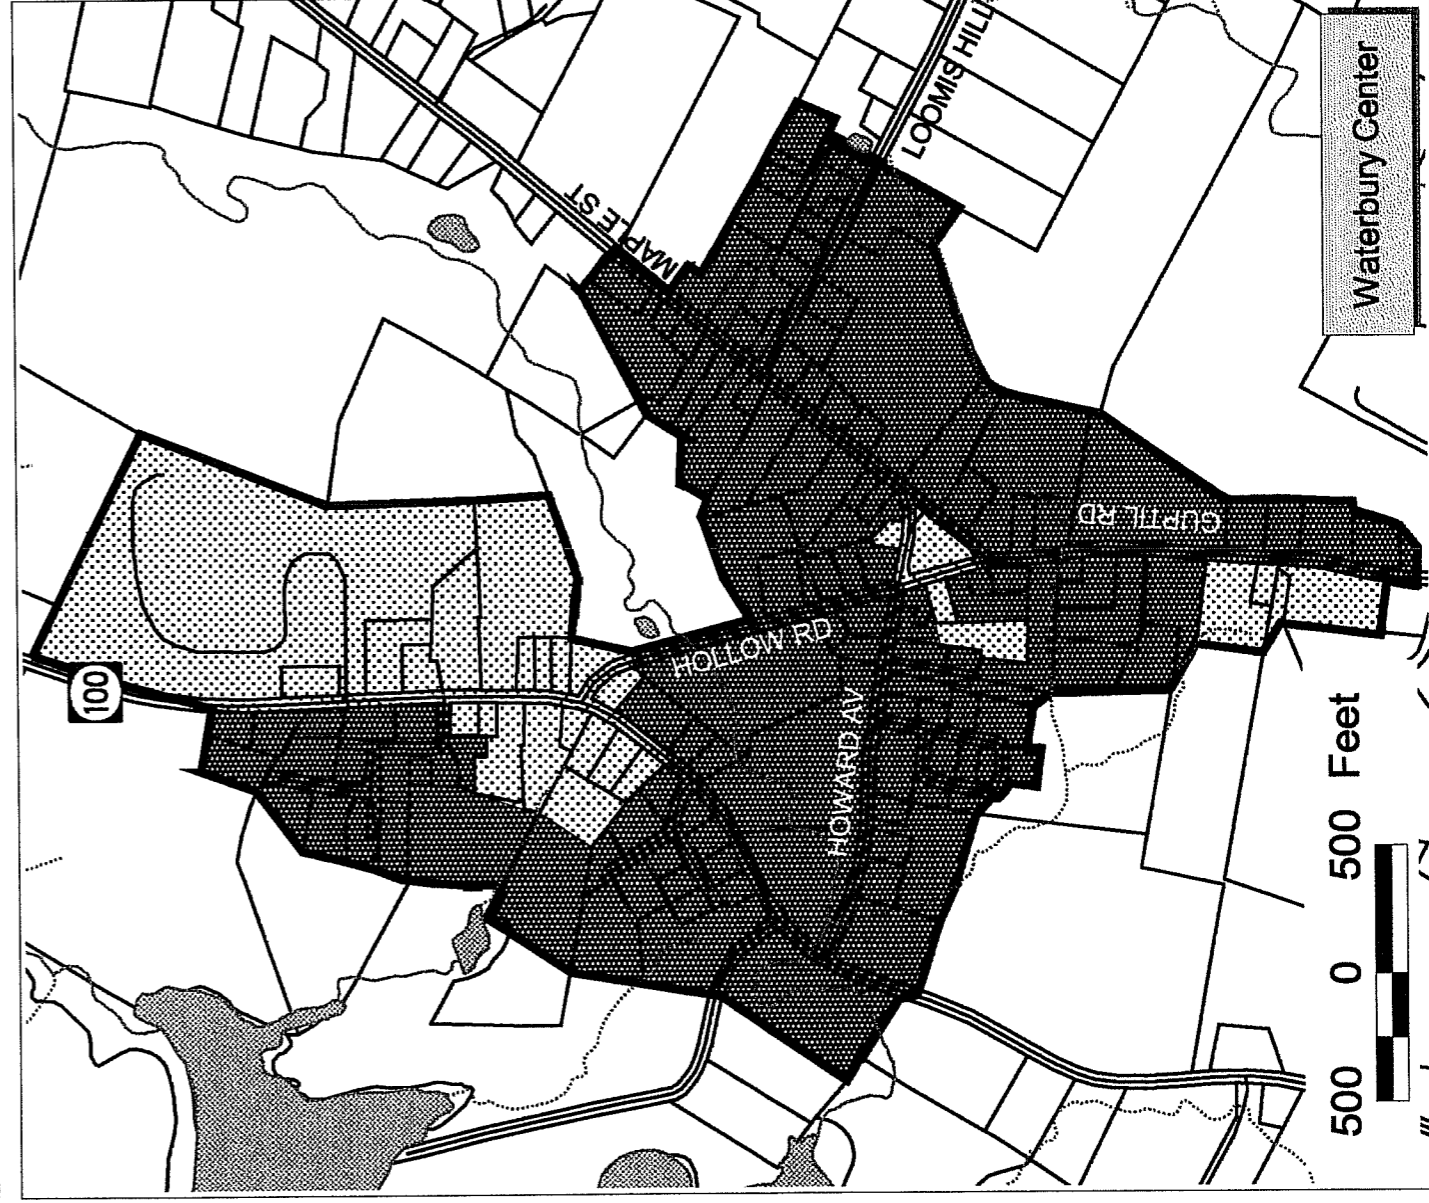 Waterbury Center
LOOMIS HILL
MAPLE ST
100
HOLLOW RD
HOWARD AV
GUPTIL RD
500 0 500 Feet